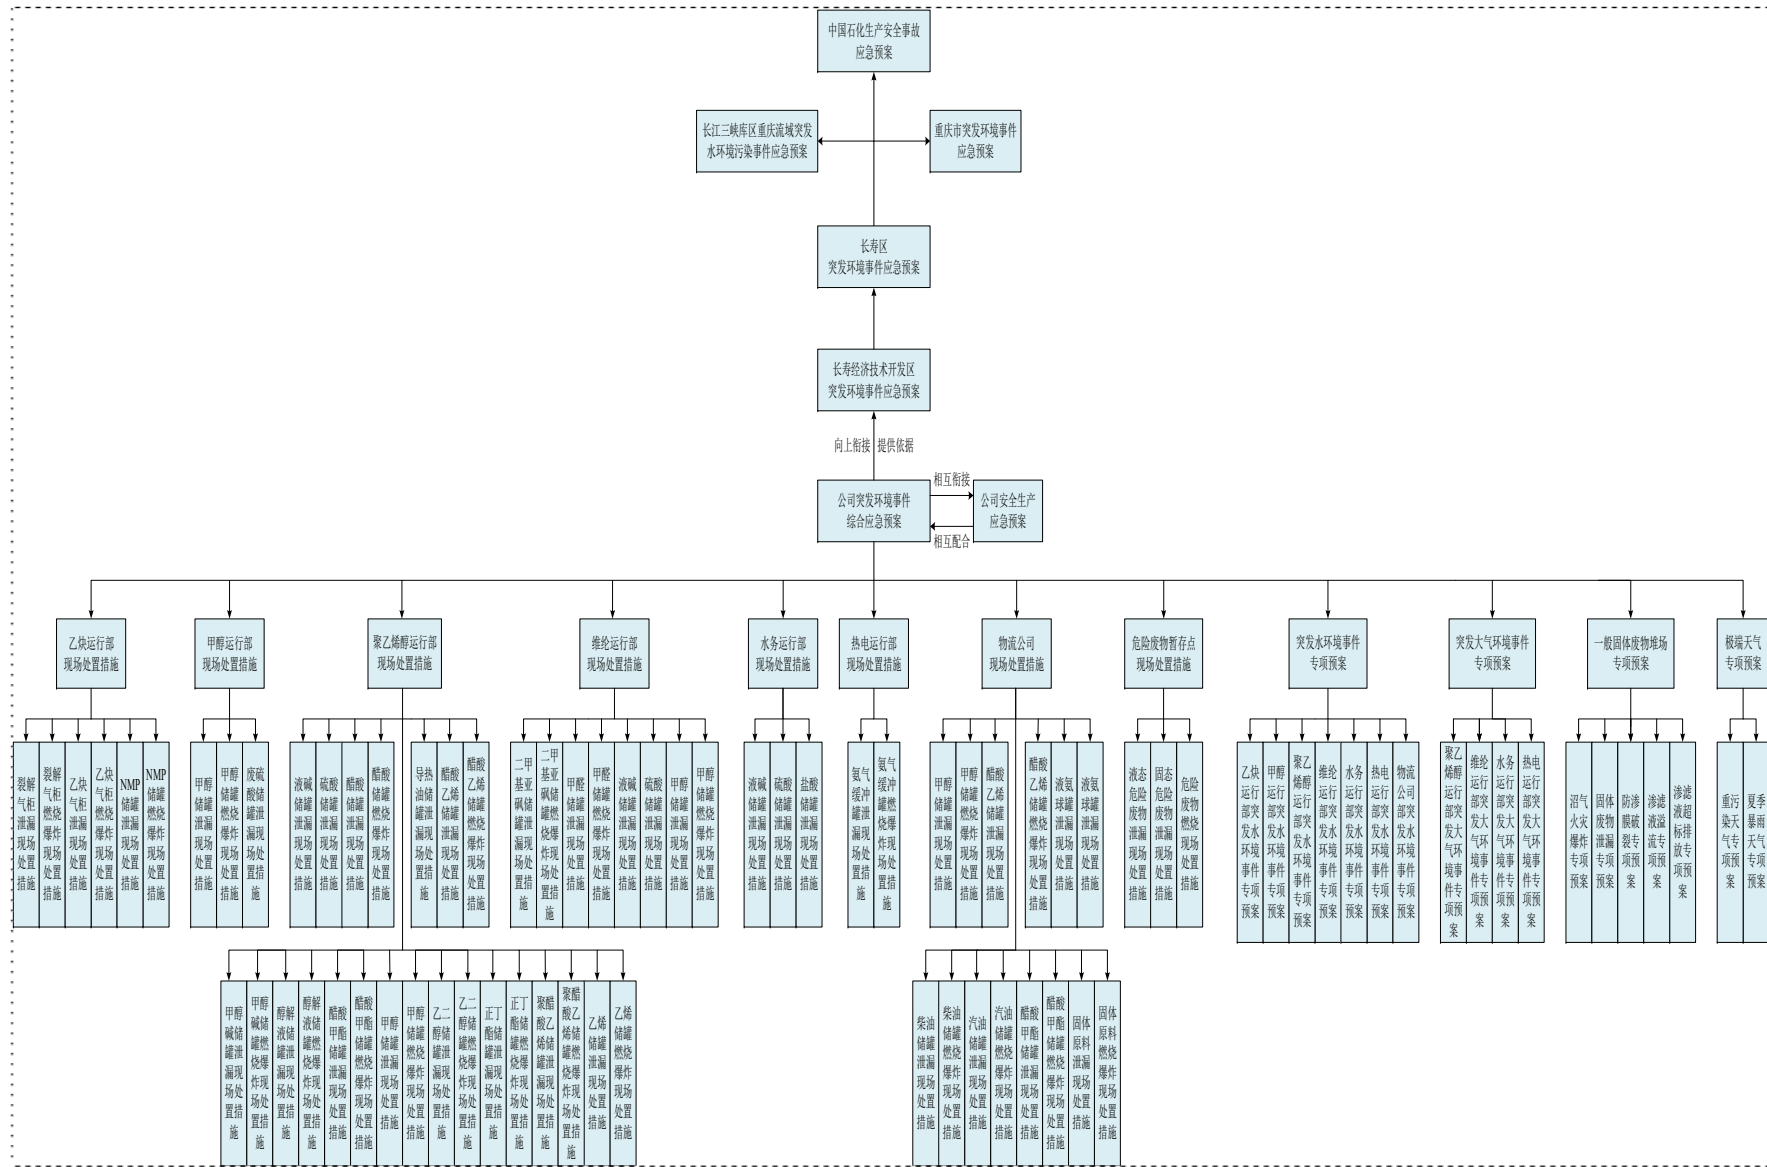 中国石化生产安全事故
应急预案
长江三峡库区重庆流域突发
水环境污染事件应急预案
重庆市突发环境事件
应急预案
长寿区
突发环境事件应急预案
长寿经济技术开发区
突发环境事件应急预案
向上衔接 提供依据
公司突发环境事件
综合应急预案
相互衔接
相互配合
公司安全生产
应急预案
乙炔运行部
现场处置措施
甲醇运行部
现场处置措施
聚乙烯醇运行部
现场处置措施
维纶运行部
现场处置措施
水务运行部
现场处置措施
热电运行部
现场处置措施
物流公司
现场处置措施
危险废物暂存点
现场处置措施
突发水环境事件
专项预案
突发大气环境事件
专项预案
一般固体废物堆场
专项预案
极端天气
专项预案
裂解气柜泄漏现场处置措施
裂解气柜燃烧爆炸现场处置措施
乙炔气柜泄漏现场处置措施
乙炔气柜燃烧爆炸现场处置措施
NMP储罐泄漏现场处置措施
NMP储罐燃烧爆炸现场处置措施
甲醇储罐泄漏现场处置措施
甲醇储罐燃烧爆炸现场处置措施
废硫酸储罐泄漏现场处置措施
液碱储罐泄漏现场处置措施
硫酸储罐泄漏现场处置措施
醋酸储罐泄漏现场处置措施
醋酸储罐燃烧爆炸现场处置措施
导热油储罐泄漏现场处置措施
醋酸乙烯储罐泄漏现场处置措施
醋酸乙烯储罐燃烧爆炸现场处置措施
二甲基亚砜储罐泄漏现场处置措施
二甲基亚砜储罐燃烧爆炸现场处置措施
甲醛储罐泄漏现场处置措施
甲醛储罐燃烧爆炸现场处置措施
液碱储罐泄漏现场处置措施
硫酸储罐泄漏现场处置措施
甲醇储罐泄漏现场处置措施
甲醇储罐燃烧爆炸现场处置措施
液碱储罐泄漏现场处置措施
硫酸储罐泄漏现场处置措施
盐酸储罐泄漏现场处置措施
氨气缓冲罐泄漏现场处置措施
氨气缓冲罐燃烧爆炸现场处置措施
甲醇储罐泄漏现场处置措施
甲醇储罐燃烧爆炸现场处置措施
醋酸乙烯储罐泄漏现场处置措施
醋酸乙烯储罐燃烧爆炸现场处置措施
液氨球罐泄漏现场处置措施
液氨球罐泄漏现场处置措施
液态危险废物泄漏现场处置措施
固态危险废物泄漏现场处置措施
危险废物燃烧现场处置措施
乙炔运行部突发水环境事件专项预案
甲醇运行部突发水环境事件专项预案
聚乙烯醇运行部突发水环境事件专项预案
维纶运行部突发水环境事件专项预案
水务运行部突发水环境事件专项预案
热电运行部突发水环境事件专项预案
物流公司突发水环境事件专项预案
聚乙烯醇运行部突发大气环境事件专项预案
维纶运行部突发大气环境事件专项预案
水务运行部突发大气环境事件专项预案
热电运行部突发大气环境事件专项预案
沼气火灾爆炸专项预案
固体废物泄漏专项预案
防渗膜破裂专项预案
渗滤液溢流专项预案
渗滤液超标排放专项预案
重污染天气专项预案
夏季暴雨天气专项预案
甲醇碱储罐泄漏现场处置措施
甲醇碱储罐燃烧爆炸现场处置措施
醇解液储罐泄漏现场处置措施
醇解液储罐燃烧爆炸现场处置措施
醋酸甲酯储罐泄漏现场处置措施
醋酸甲酯储罐燃烧爆炸现场处置措施
甲醇储罐泄漏现场处置措施
甲醇储罐燃烧爆炸现场处置措施
乙二醇储罐泄漏现场处置措施
乙二醇储罐燃烧爆炸现场处置措施
正丁酯储罐泄漏现场处置措施
正丁酯储罐燃烧爆炸现场处置措施
聚醋酸乙烯储罐泄漏现场处置措施
聚醋酸乙烯储罐燃烧爆炸现场处置措施
乙烯储罐泄漏现场处置措施
乙烯储罐燃烧爆炸现场处置措施
柴油储罐泄漏现场处置措施
柴油储罐燃烧爆炸现场处置措施
汽油储罐泄漏现场处置措施
汽油储罐燃烧爆炸现场处置措施
醋酸甲酯储罐泄漏现场处置措施
醋酸甲酯储罐燃烧爆炸现场处置措施
固体原料泄漏现场处置措施
固体原料燃烧爆炸现场处置措施